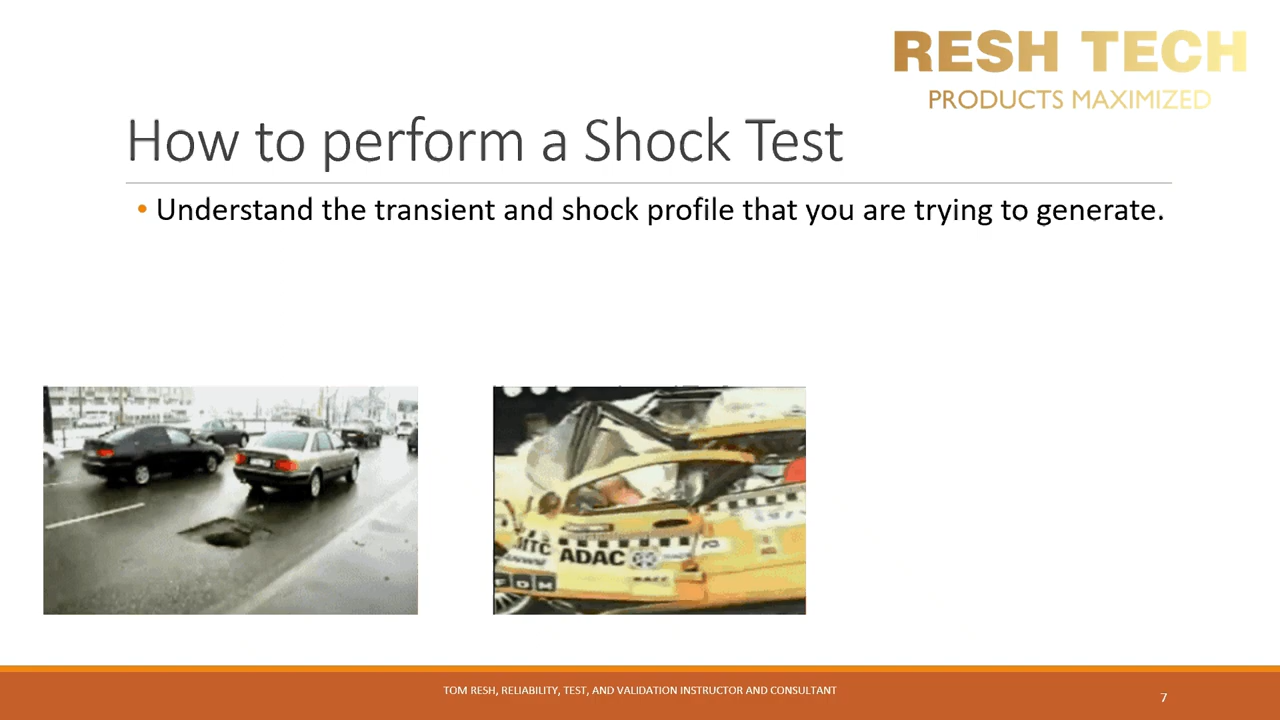 RESH TECH
PRODUCTS MAXIMIZED
How to perform a Shock Test
• Understand the transient and shock profile that you are trying to generate.
ADAC
TOM RESH, RELIABILITY, TEST, AND VALIDATION INSTRUCTOR AND CONSULTANT
7